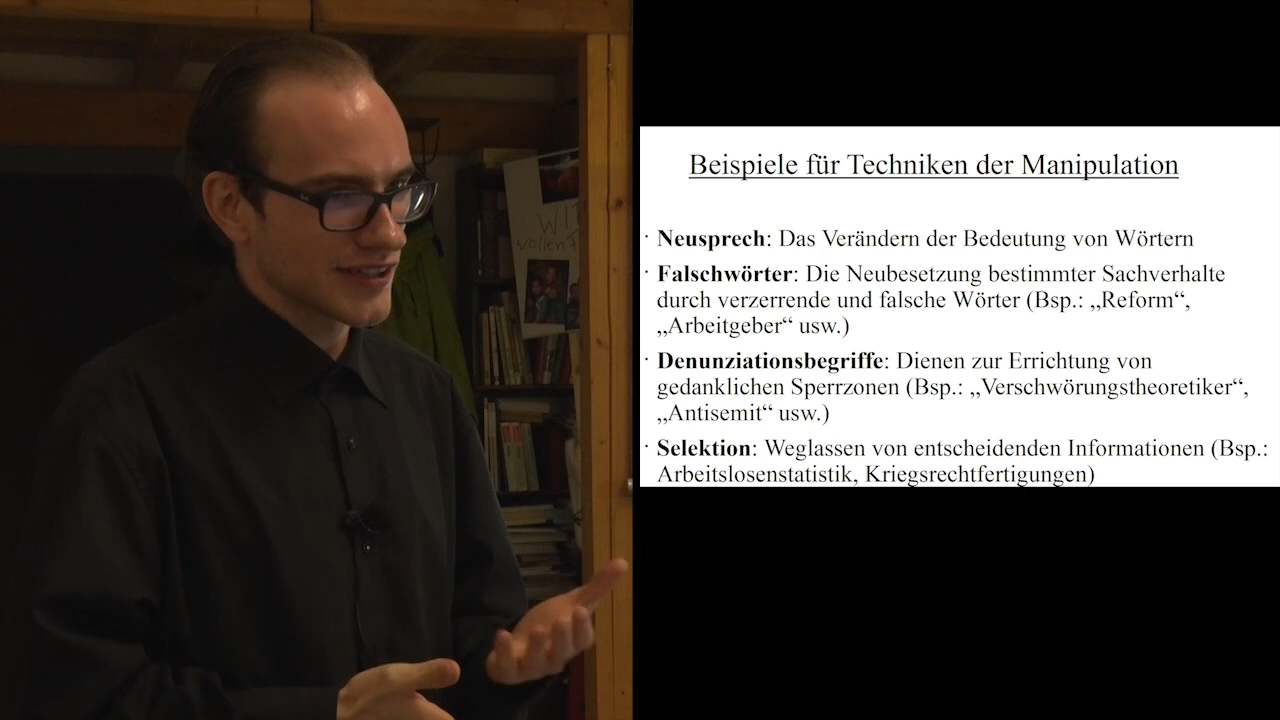 WIR
wollen
Beispiele für Techniken der Manipulation
· Neusprech: Das Verändern der Bedeutung von Wörtern
· Falschwörter: Die Neubesetzung bestimmter Sachverhalte
durch verzerrende und falsche Wörter (Bsp.: „Reform“,
„Arbeitgeber“ usw.)
· Denunziationsbegriffe: Dienen zur Errichtung von
gedanklichen Sperrzonen (Bsp.: „Verschwörungstheoretiker“,
„Antisemit“ usw.)
· Selektion: Weglassen von entscheidenden Informationen (Bsp.:
Arbeitslosenstatistik, Kriegsrechtfertigungen)